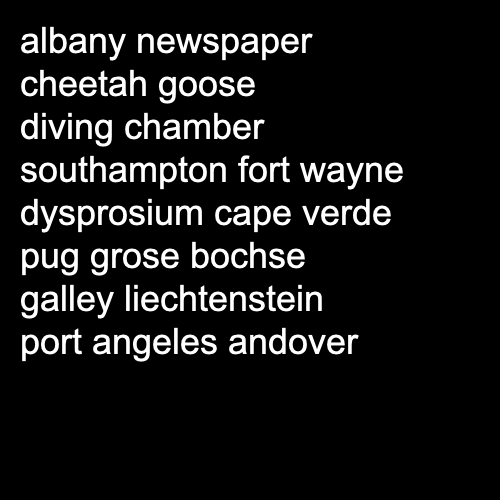 albany newspaper
cheetah goose
diving chamber
southampton fort wayne
dysprosium cape verde
pug grose bochse
galley liechtenstein
port angeles andover